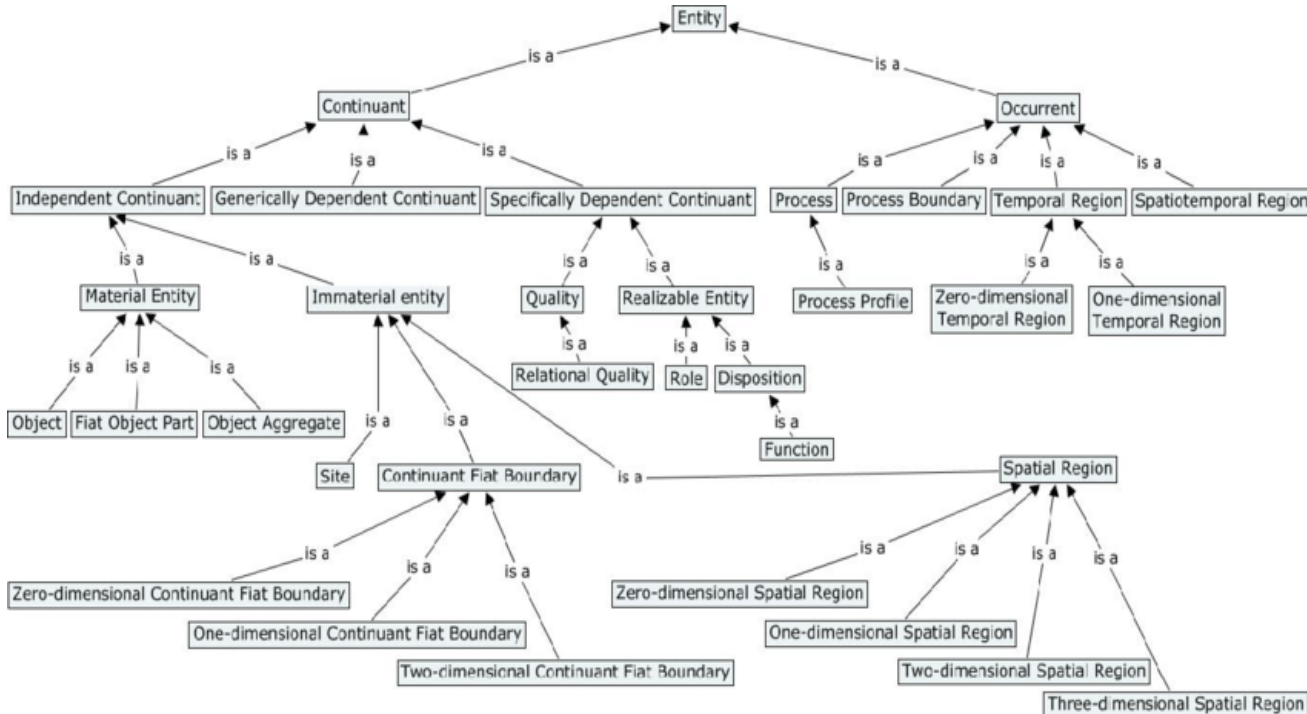 Entity
is a
is a
Continuant
Occurrent
is a
is a
is a
is a
is a
is a
is a
Independent Continuant
Generically Dependent Continuant
Specifically Dependent Continuant
Process
Process Boundary
Temporal Region
Spatiotemporal Region
is a
is a
is a
is a
is a
is a
is a
Material Entity
Immaterial entity
Quality
Realizable Entity
Process Profile
Zero-dimensional
Temporal Region
One-dimensional
Temporal Region
is a
is a
is a
is a
is a
is a
Relational Quality
Role
Disposition
Object
Fiat Object Part
Object Aggregate
is a
is a
is a
Function
Site
Continuant Fiat Boundary
is a
Spatial Region
is a
is a
is a
is a
is a
is a
is a
Zero-dimensional Continuant Fiat Boundary
Zero-dimensional Spatial Region
One-dimensional Continuant Fiat Boundary
One-dimensional Spatial Region
Two-dimensional Continuant Fiat Boundary
Two-dimensional Spatial Region
Three-dimensional Spatial Region